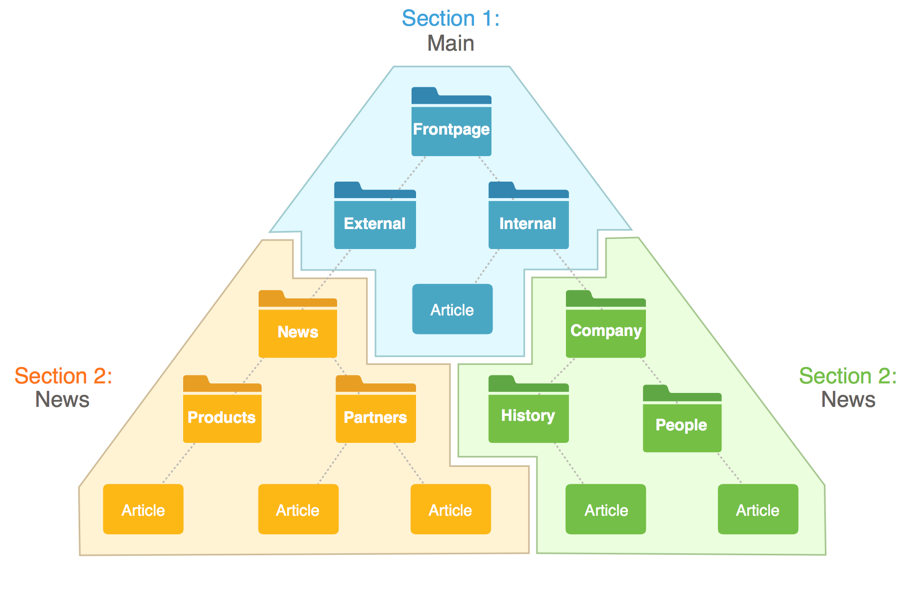 Section 1:
Main
Frontpage
External
Internal
Article
News
Company
Section 2:
News
Section 2:
News
Products
Partners
History
People
Article
Article
Article
Article
Article